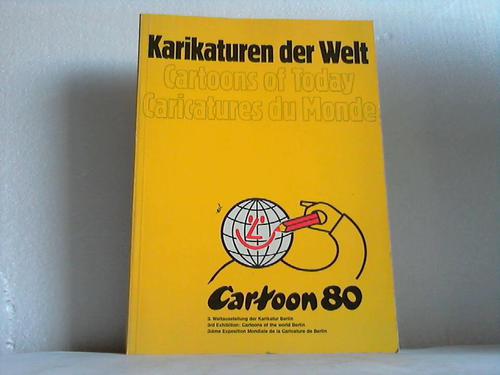 Karikaturen der Welt
Cartoons of Today
Caricatures du Monde
Cartoon 80
3. Weltausstellung der Karikatur Berlin
3rd Exhibition: Cartoons of the world Berlin
3ième Exposition Mondiale de la Caricature de Berlin